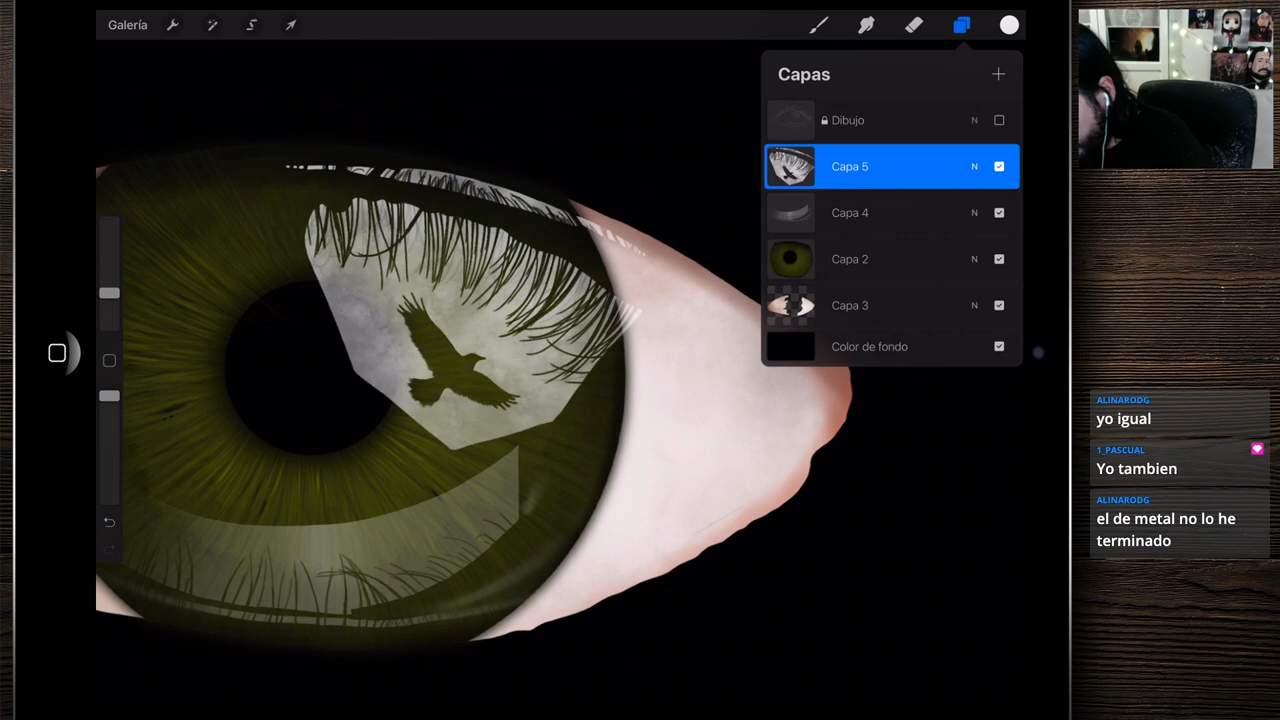 Galería
Capas
Dibujo
N
Capa 5
N
Capa 4
N
Capa 2
N
Capa 3
N
Color de fondo
ALINARODG
yo igual
1_PASCUAL
Yo tambien
ALINARODG
el de metal no lo he
terminado